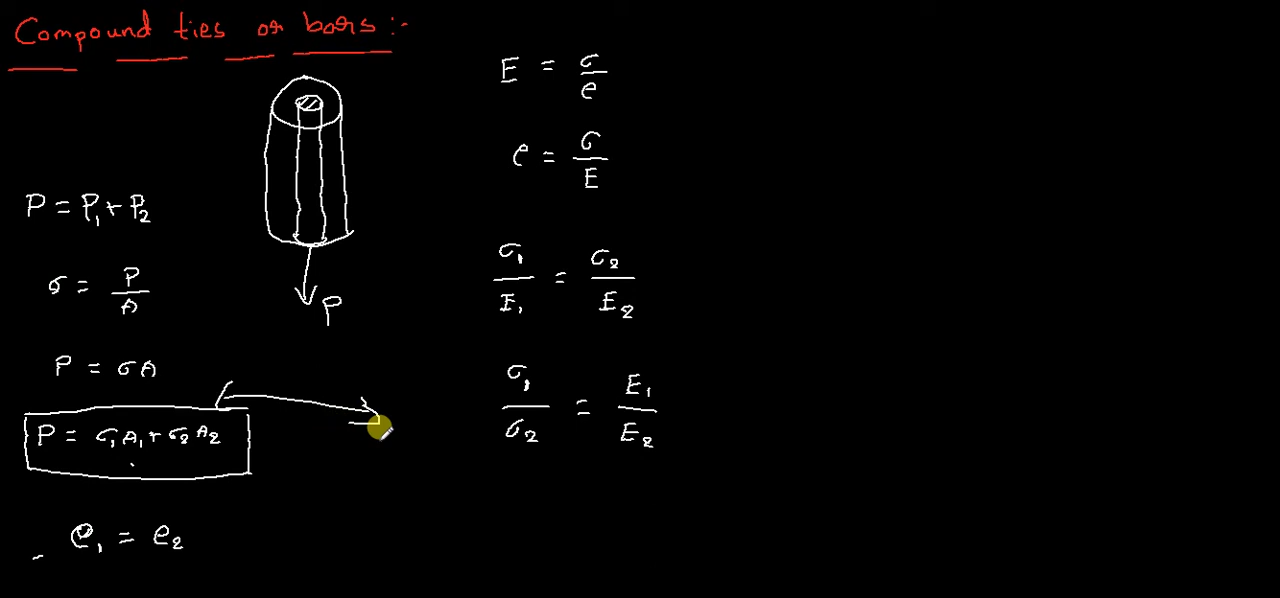 Compound ties or bars :-
P = P₁ + P₂
σ = P/A
P = σA
P = σ₁A₁ + σ₂A₂
e₁ = e₂
P
E = σ/e
e = σ/E
σ₁/E₁ = σ₂/E₂
σ₁/σ₂ = E₁/E₂